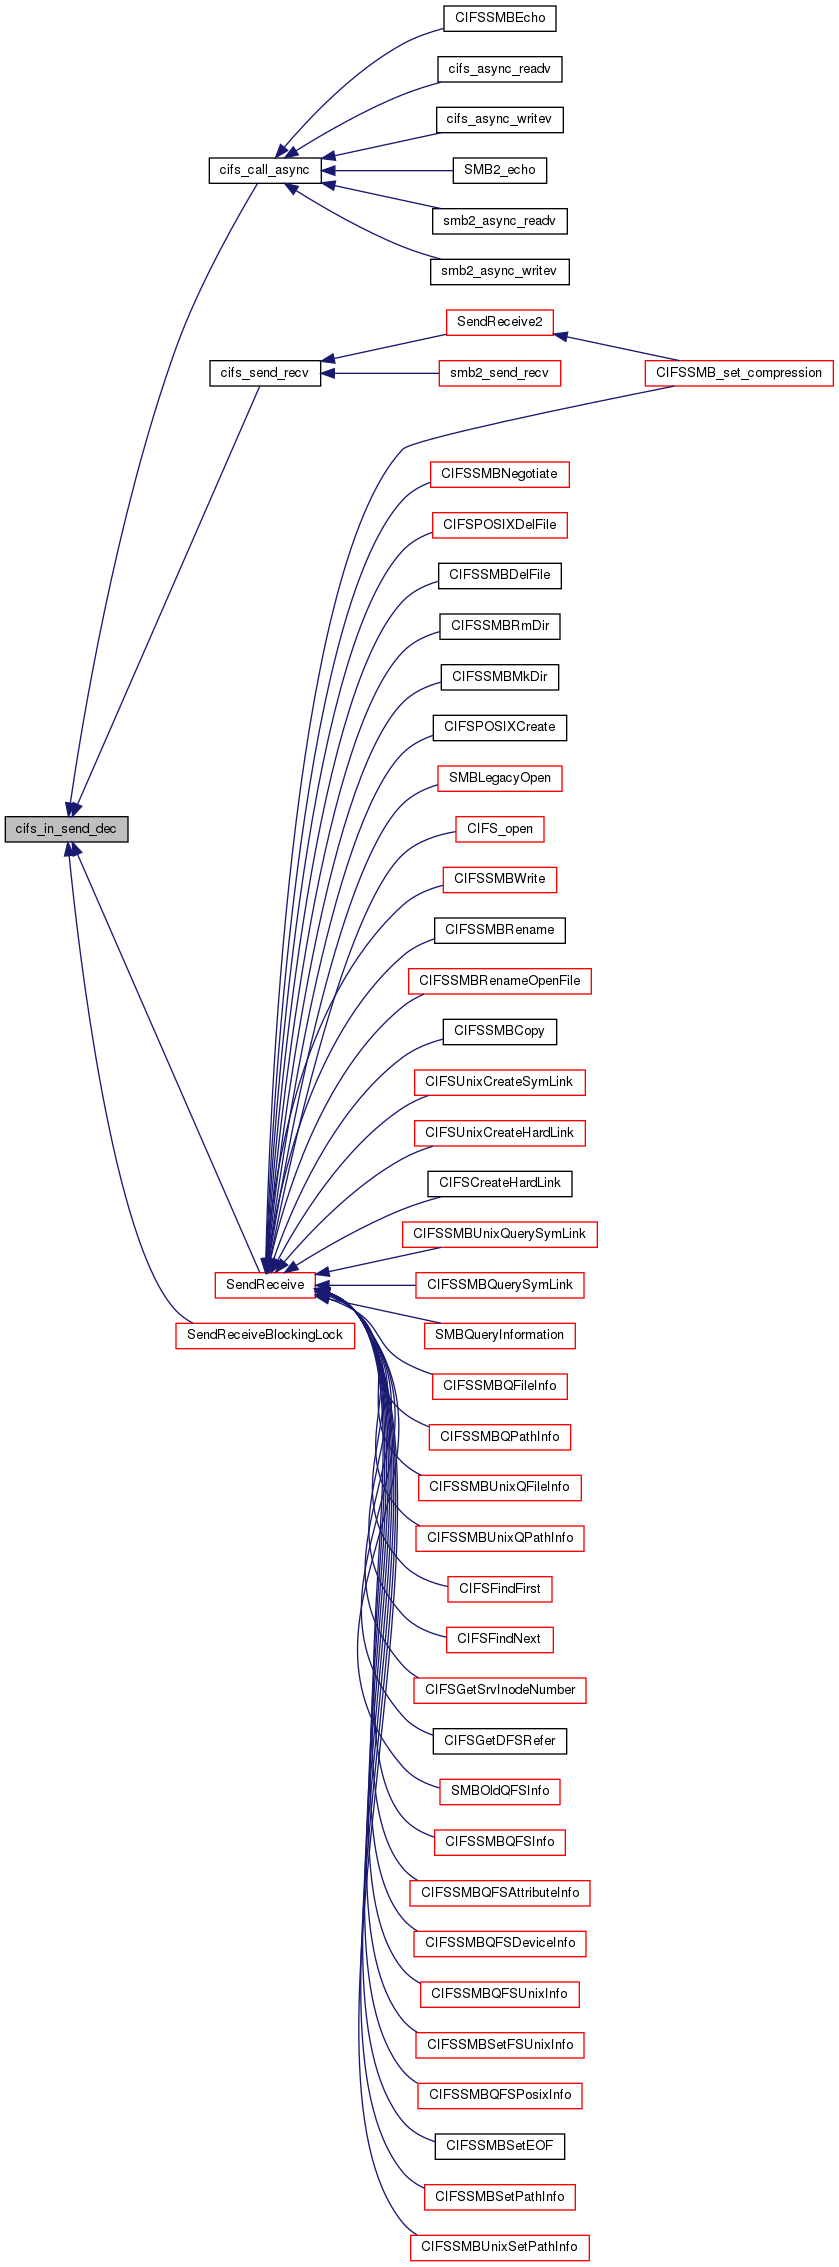 CIFSSMBEcho
cifs_async_readv
cifs_async_writev
cifs_call_async
SMB2_echo
smb2_async_readv
smb2_async_writev
SendReceive2
cifs_send_recv
smb2_send_recv
CIFSSMB_set_compression
CIFSSMBNegotiate
CIFSPOSIXDelFile
CIFSSMBDelFile
CIFSSMBRmDir
CIFSSMBMkDir
CIFSPOSIXCreate
SMBLegacyOpen
cifs_in_send_dec
CIFS_open
CIFSSMBWrite
CIFSSMBRename
CIFSSMBRenameOpenFile
CIFSSMBCopy
CIFSUnixCreateSymLink
CIFSUnixCreateHardLink
CIFSCreateHardLink
CIFSSMBUnixQuerySymLink
SendReceive
CIFSSMBQuerySymLink
SendReceiveBlockingLock
SMBQueryInformation
CIFSSMBQFileInfo
CIFSSMBQPathInfo
CIFSSMBUnixQFileInfo
CIFSSMBUnixQPathInfo
CIFSFindFirst
CIFSFindNext
CIFSGetSrvInodeNumber
CIFSGetDFSRefer
SMBOldQFSInfo
CIFSSMBQFSInfo
CIFSSMBQFSAttributeInfo
CIFSSMBQFSDeviceInfo
CIFSSMBQFSUnixInfo
CIFSSMBSetFSUnixInfo
CIFSSMBQFSPosixInfo
CIFSSMBSetEOF
CIFSSMBSetPathInfo
CIFSSMBUnixSetPathInfo